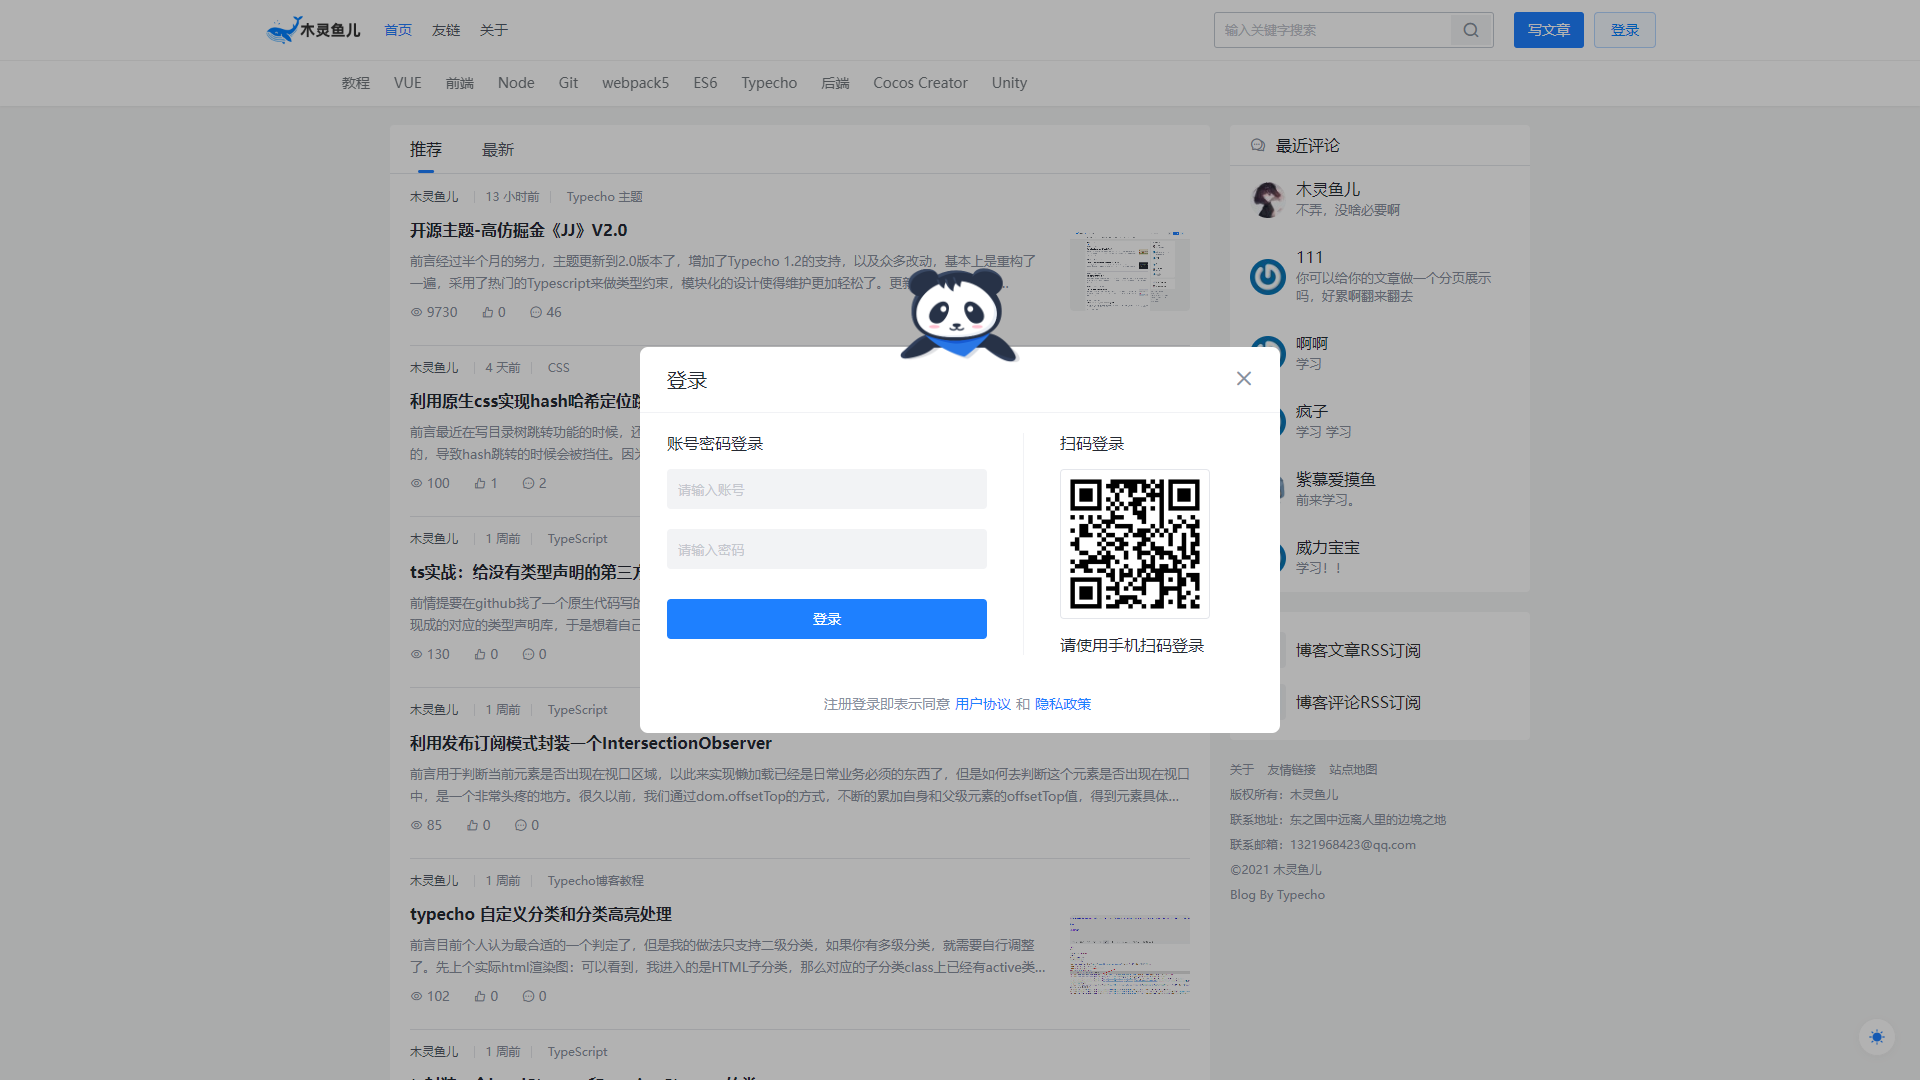 木灵鱼儿
首页 友链 关于
输入关键字搜索
写文章
登录
教程 VUE 前端 Node Git webpack5 ES6 Typecho 后端 Cocos Creator Unity
推荐 最新
木灵鱼儿 13 小时前 Typecho 主题
开源主题-高仿掘金《JJ》V2.0
前言经过半个月的努力，主题更新到2.0版本了，增加了Typecho 1.2的支持，以及众多改动，基本上是重构了
一遍，采用了热门的Typescript来做类型约束，模块化的设计使得维护更加轻松了。更新
9730 0 46
木灵鱼儿 4 天前 CSS
利用原生css实现hash哈希定位跳
前言最近在写目录树跳转功能的时候，还
的，导致hash跳转的时候会被挡住。因为
100 1 2
木灵鱼儿 1 周前 TypeScript
ts实战：给没有类型声明的第三方
前情提要在github找了一个原生代码写的
现成的对应的类型声明库，于是想着自己
130 0 0
木灵鱼儿 1 周前 TypeScript
利用发布订阅模式封装一个IntersectionObserver
前言用于判断当前元素是否出现在视口区域，以此来实现懒加载已经是日常业务必须的东西了，但是如何去判断这个元素是否出现在视口
中，是一个非常头疼的地方。很久以前，我们通过dom.offsetTop的方式，不断的累加自身和父级元素的offsetTop值，得到元素具体...
85 0 0
木灵鱼儿 1 周前 Typecho博客教程
typecho 自定义分类和分类高亮处理
前言目前个人认为最合适的一个判定了，但是我的做法只支持二级分类，如果你有多级分类，就需要自行调整
了。先上个实际html渲染图：可以看到，我进入的是HTML子分类，那么对应的子分类class上已经有active类...
102 0 0
木灵鱼儿 1 周前 TypeScript
登录
账号密码登录
请输入账号
请输入密码
登录
扫码登录
请使用手机扫码登录
注册登录即表示同意 用户协议 和 隐私政策
最近评论
木灵鱼儿
不弄，没啥必要啊
111
你可以给你的文章做一个分页展示
吗，好累啊翻来翻去
啊啊
学习
疯子
学习 学习
紫慕爱摸鱼
前来学习。
威力宝宝
学习！！
博客文章RSS订阅
博客评论RSS订阅
关于 友情链接 站点地图
版权所有：木灵鱼儿
联系地址：东之国中远离人里的边境之地
联系邮箱：1321968423@qq.com
©2021 木灵鱼儿
Blog By Typecho